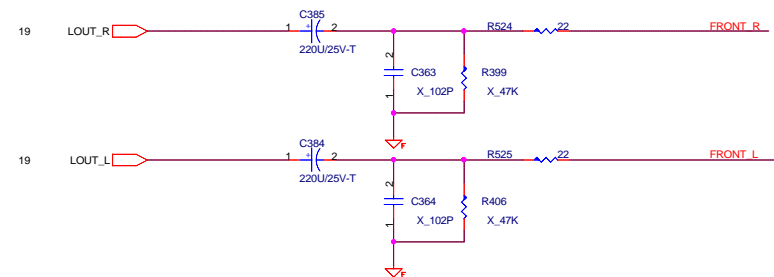 C385
19 LOUT_R 1 + 2 R524 22 FRONT_R
220U/25V-T
2 C363 R399
1 X_102P X_47K
F
C384
19 LOUT_L 1 + 2 R525 22 FRONT_L
220U/25V-T
2 C364 R406
1 X_102P X_47K
F